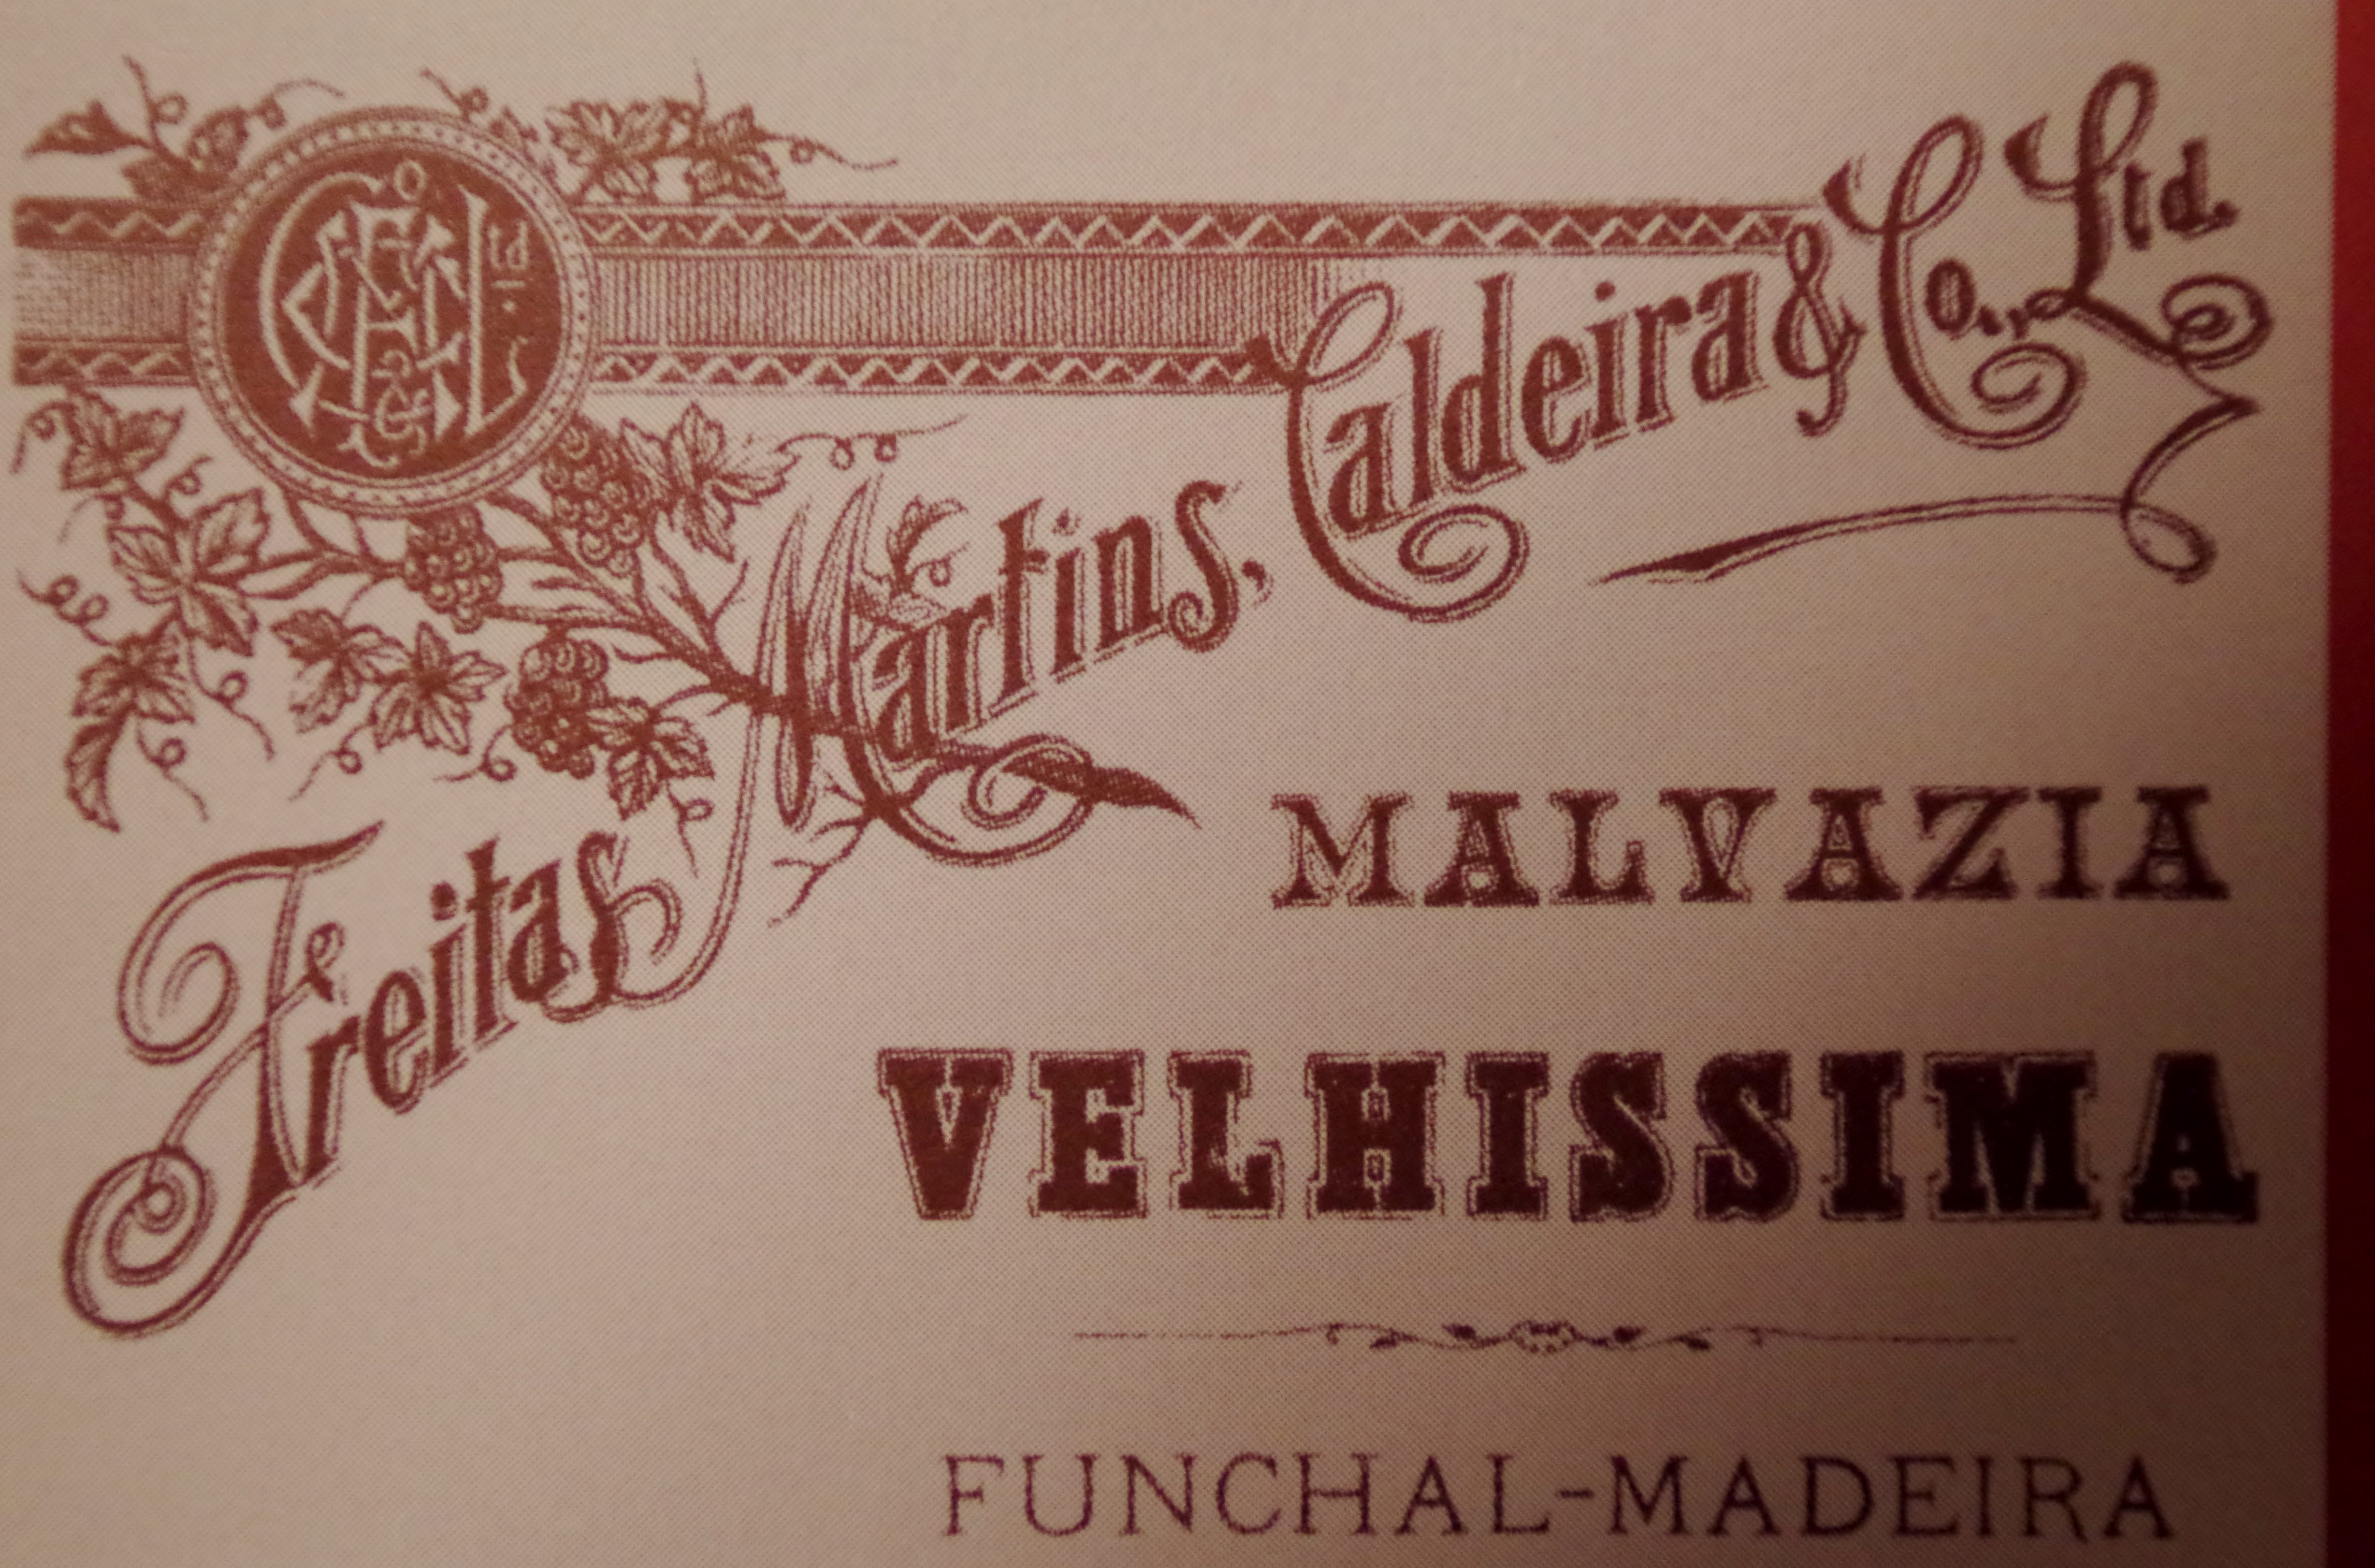 Freitas Martins, Caldeira & Co., Ltd.
MALVAZIA
VELHISSIMA
FUNCHAL-MADEIRA